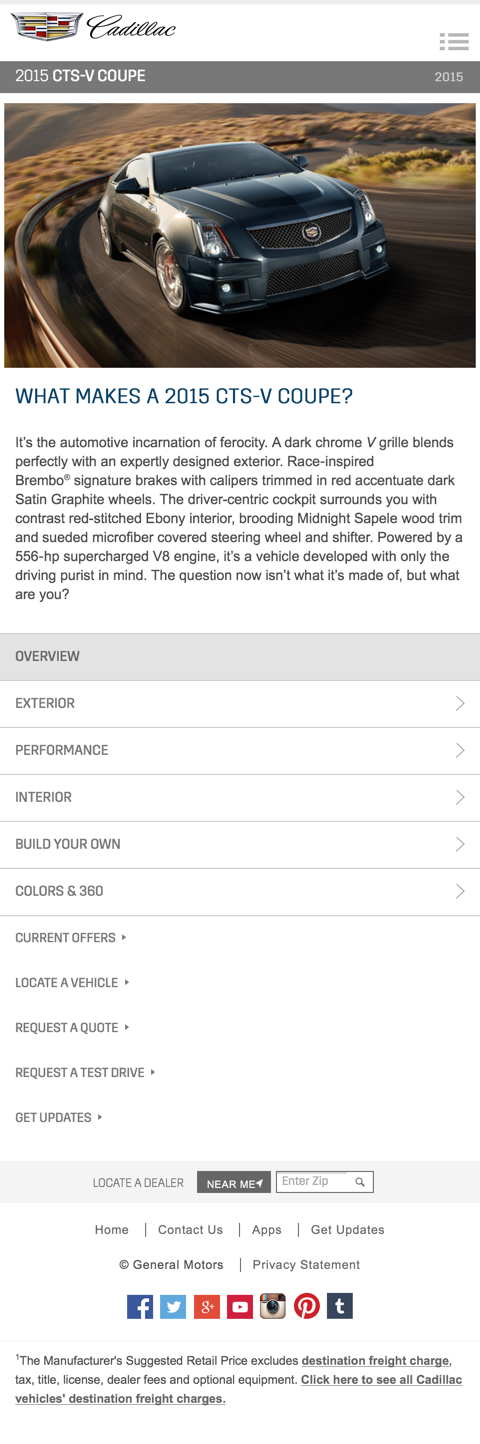 Cadillac
2015 CTS-V COUPE
2015
WHAT MAKES A 2015 CTS-V COUPE?
It’s the automotive incarnation of ferocity. A dark chrome V grille blends
perfectly with an expertly designed exterior. Race-inspired
Brembo® signature brakes with calipers trimmed in red accentuate dark
Satin Graphite wheels. The driver-centric cockpit surrounds you with
contrast red-stitched Ebony interior, brooding Midnight Sapele wood trim
and sueded microfiber covered steering wheel and shifter. Powered by a
556-hp supercharged V8 engine, it’s a vehicle developed with only the
driving purist in mind. The question now isn’t what it’s made of, but what
are you?
OVERVIEW
EXTERIOR
PERFORMANCE
INTERIOR
BUILD YOUR OWN
COLORS & 360
CURRENT OFFERS
LOCATE A VEHICLE
REQUEST A QUOTE
REQUEST A TEST DRIVE
GET UPDATES
LOCATE A DEALER NEAR ME Enter Zip
Home | Contact Us | Apps | Get Updates
© General Motors | Privacy Statement
1The Manufacturer's Suggested Retail Price excludes destination freight charge,
tax, title, license, dealer fees and optional equipment. Click here to see all Cadillac
vehicles' destination freight charges.